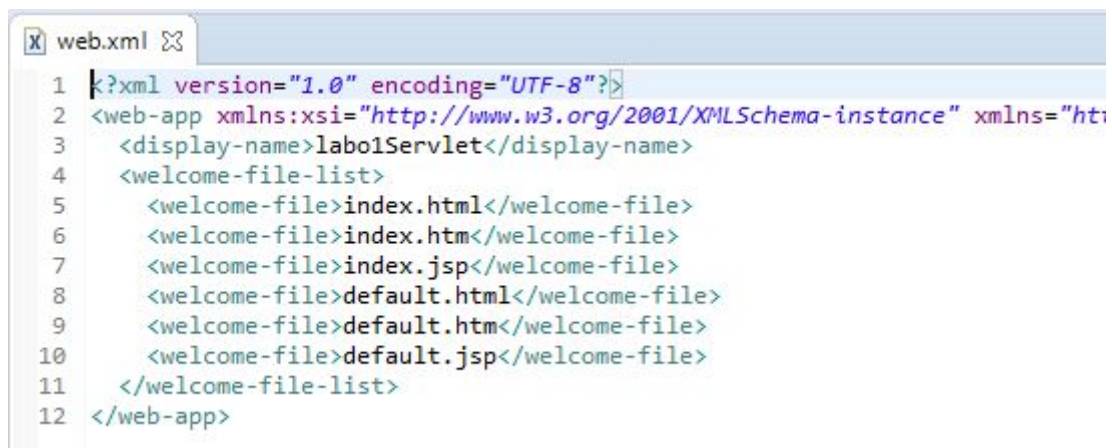 web.xml
1 <?xml version="1.0" encoding="UTF-8"?>
2 <web-app xmlns:xsi="http://www.w3.org/2001/XMLSchema-instance" xmlns="htt
3 <display-name>labo1Servlet</display-name>
4 <welcome-file-list>
5 <welcome-file>index.html</welcome-file>
6 <welcome-file>index.htm</welcome-file>
7 <welcome-file>index.jsp</welcome-file>
8 <welcome-file>default.html</welcome-file>
9 <welcome-file>default.htm</welcome-file>
10 <welcome-file>default.jsp</welcome-file>
11 </welcome-file-list>
12 </web-app>